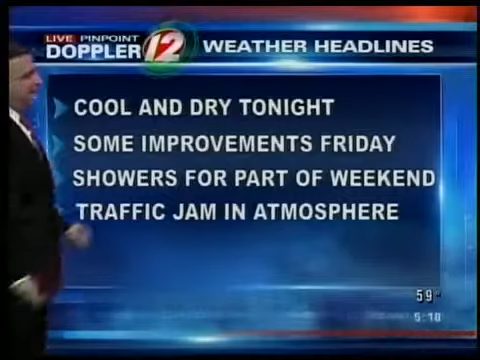 LIVE PINPOINT
DOPPLER 12 WEATHER HEADLINES
COOL AND DRY TONIGHT
SOME IMPROVEMENTS FRIDAY
SHOWERS FOR PART OF WEEKEND
TRAFFIC JAM IN ATMOSPHERE
59°
5:18